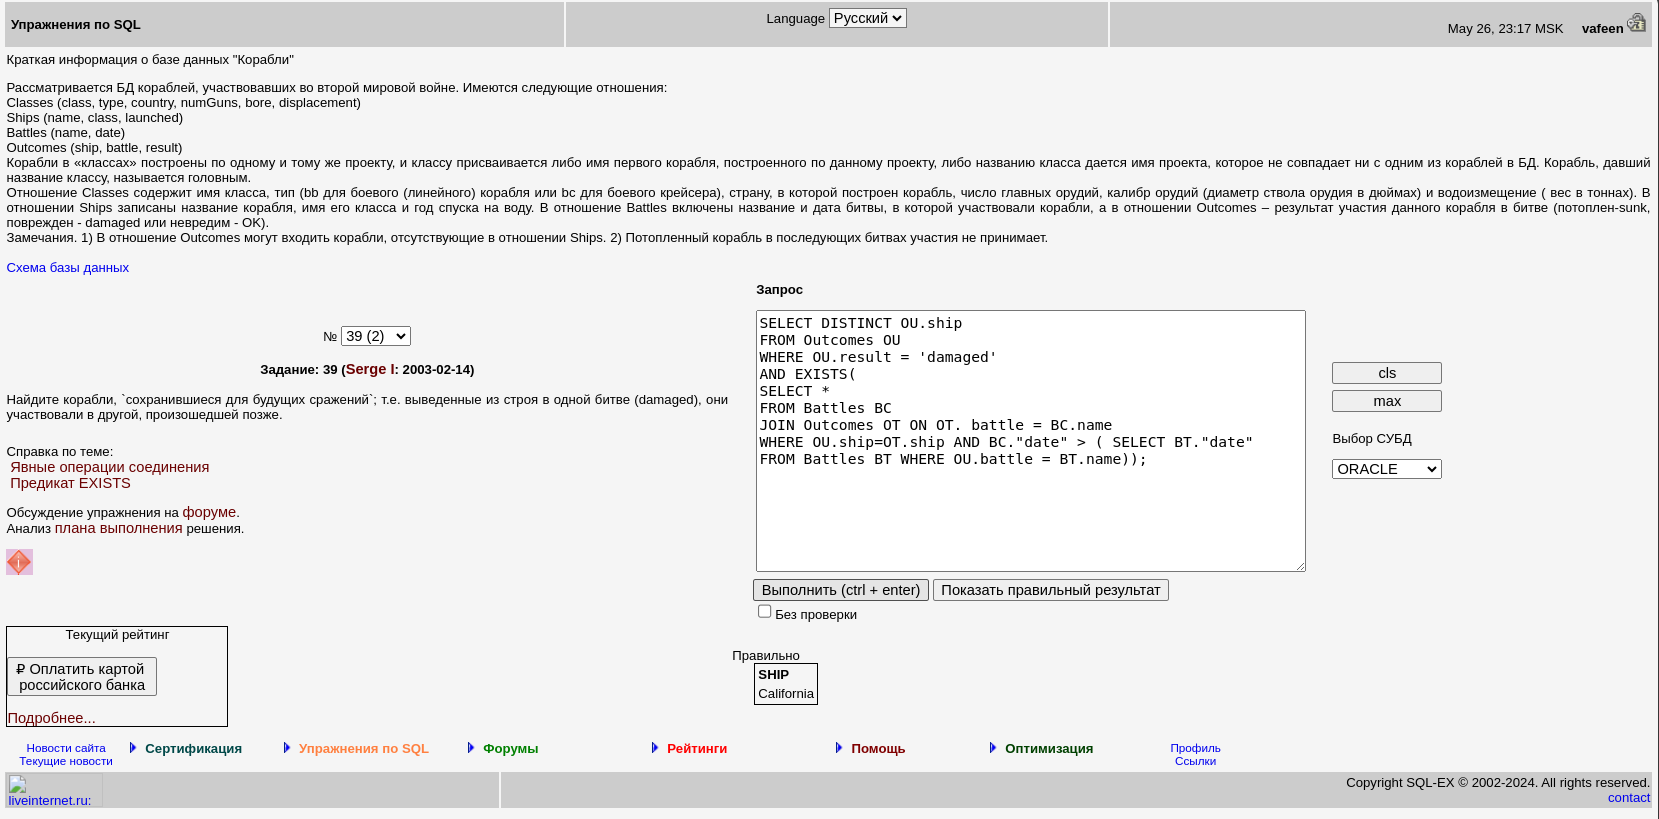 Упражнения по SQL
Language Русский
May 26, 23:17 MSK vafeen
Краткая информация о базе данных "Корабли"
Рассматривается БД кораблей, участвовавших во второй мировой войне. Имеются следующие отношения:
Classes (class, type, country, numGuns, bore, displacement)
Ships (name, class, launched)
Battles (name, date)
Outcomes (ship, battle, result)
Корабли в «классах» построены по одному и тому же проекту, и классу присваивается либо имя первого корабля, построенного по данному проекту, либо названию класса дается имя проекта, которое не совпадает ни с одним из кораблей в БД. Корабль, давший
название классу, называется головным.
Отношение Classes содержит имя класса, тип (bb для боевого (линейного) корабля или bc для боевого крейсера), страну, в которой построен корабль, число главных орудий, калибр орудий (диаметр ствола орудия в дюймах) и водоизмещение ( вес в тоннах). В
отношении Ships записаны название корабля, имя его класса и год спуска на воду. В отношение Battles включены название и дата битвы, в которой участвовали корабли, а в отношении Outcomes – результат участия данного корабля в битве (потоплен-sunk,
поврежден - damaged или невредим - OK).
Замечания. 1) В отношение Outcomes могут входить корабли, отсутствующие в отношении Ships. 2) Потопленный корабль в последующих битвах участия не принимает.
Схема базы данных
№ 39 (2)
Задание: 39 (Serge I: 2003-02-14)
Найдите корабли, `сохранившиеся для будущих сражений`; т.е. выведенные из строя в одной битве (damaged), они
участвовали в другой, произошедшей позже.
Справка по теме:
Явные операции соединения
Предикат EXISTS
Обсуждение упражнения на форуме.
Анализ плана выполнения решения.
Запрос
SELECT DISTINCT OU.ship
FROM Outcomes OU
WHERE OU.result = 'damaged'
AND EXISTS(
SELECT *
FROM Battles BC
JOIN Outcomes OT ON OT. battle = BC.name
WHERE OU.ship=OT.ship AND BC."date" > ( SELECT BT."date"
FROM Battles BT WHERE OU.battle = BT.name));
cls
max
Выбор СУБД
ORACLE
Выполнить (ctrl + enter) Показать правильный результат
Без проверки
Текущий рейтинг
₽ Оплатить картой
российского банка
Подробнее...
Правильно
SHIP
California
Новости сайта
Текущие новости
Сертификация
Упражнения по SQL
Форумы
Рейтинги
Помощь
Оптимизация
Профиль
Ссылки
liveinternet.ru:
Copyright SQL-EX © 2002-2024. All rights reserved.
contact